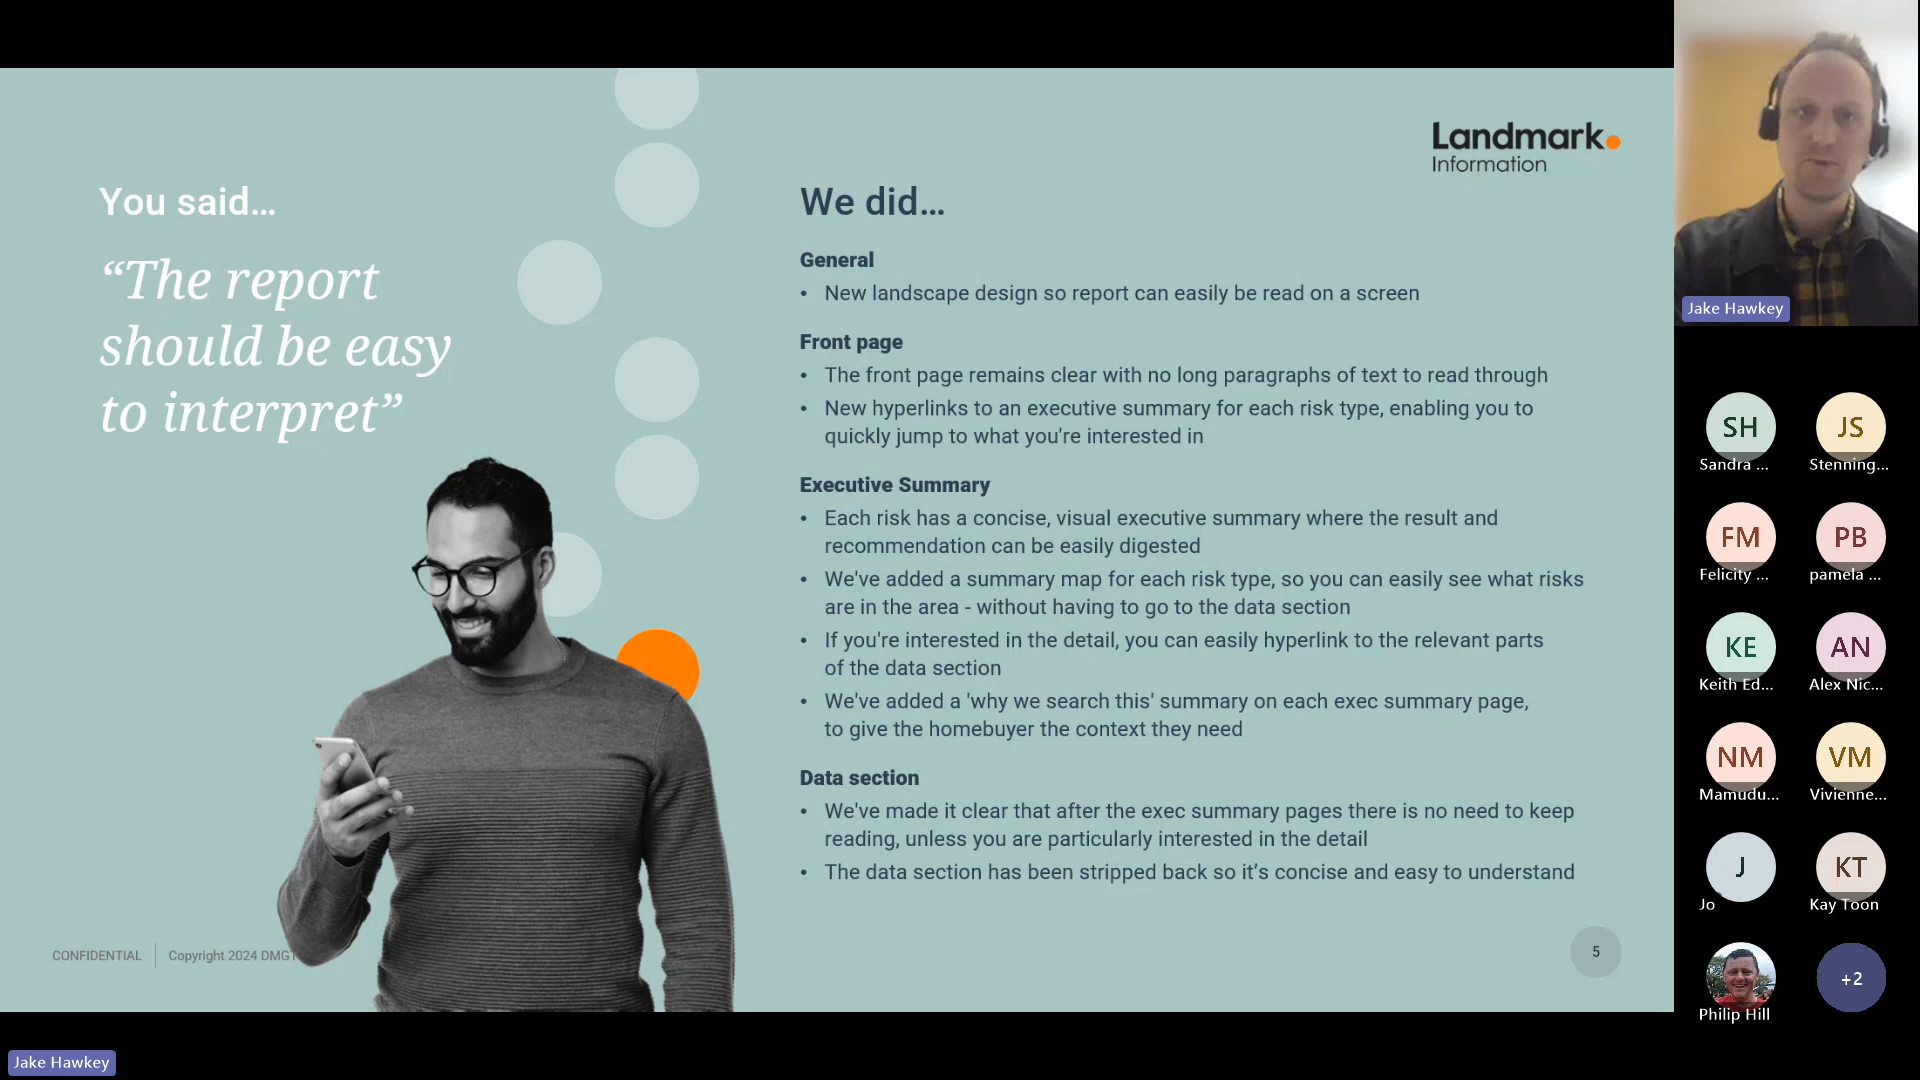 Landmark.
Information
You said…
“The report
should be easy
to interpret”
We did…
General
• New landscape design so report can easily be read on a screen
Front page
• The front page remains clear with no long paragraphs of text to read through
• New hyperlinks to an executive summary for each risk type, enabling you to
quickly jump to what you're interested in
Executive Summary
• Each risk has a concise, visual executive summary where the result and
recommendation can be easily digested
• We've added a summary map for each risk type, so you can easily see what risks
are in the area - without having to go to the data section
• If you're interested in the detail, you can easily hyperlink to the relevant parts
of the data section
• We've added a 'why we search this' summary on each exec summary page,
to give the homebuyer the context they need
Data section
• We've made it clear that after the exec summary pages there is no need to keep
reading, unless you are particularly interested in the detail
• The data section has been stripped back so it’s concise and easy to understand
CONFIDENTIAL
Copyright 2024 DMGT
5
Jake Hawkey
SH
Sandra ...
JS
Stenning...
FM
Felicity ...
PB
pamela ...
KE
Keith Ed...
AN
Alex Nic...
NM
Mamudu...
VM
Vivienne...
J
Jo
KT
Kay Toon
Philip Hill
+2
Jake Hawkey